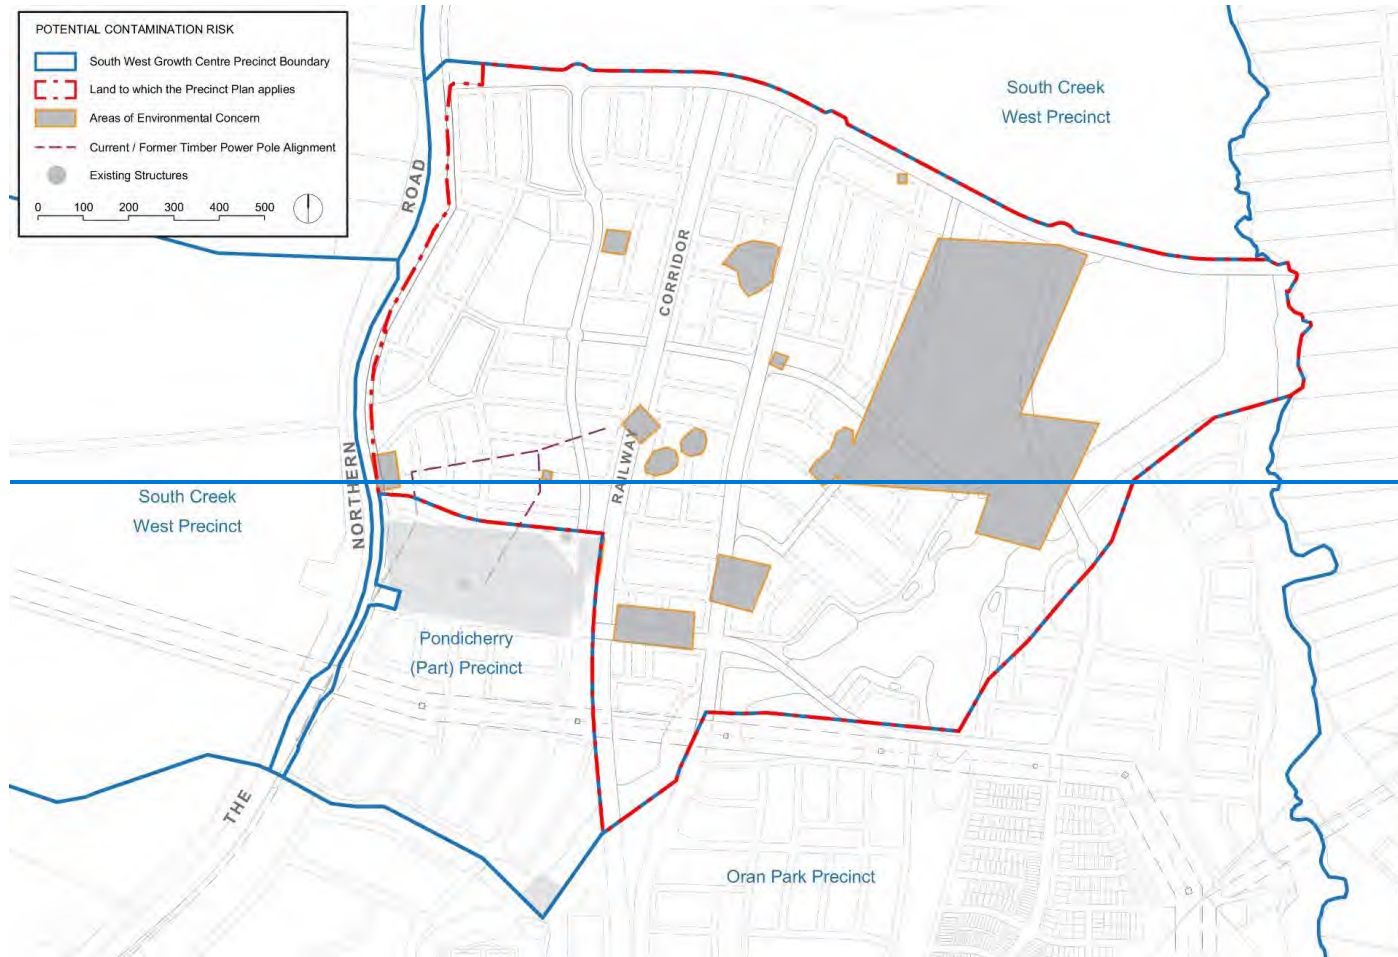 POTENTIAL CONTAMINATION RISK
South West Growth Centre Precinct Boundary
Land to which the Precinct Plan applies
Areas of Environmental Concern
Current / Former Timber Power Pole Alignment
Existing Structures
0 100 200 300 400 500
South Creek
West Precinct
ROAD
CORRIDOR
RAILWAY
NORTHERN
South Creek
West Precinct
Pondicherry
(Part) Precinct
THE
Oran Park Precinct